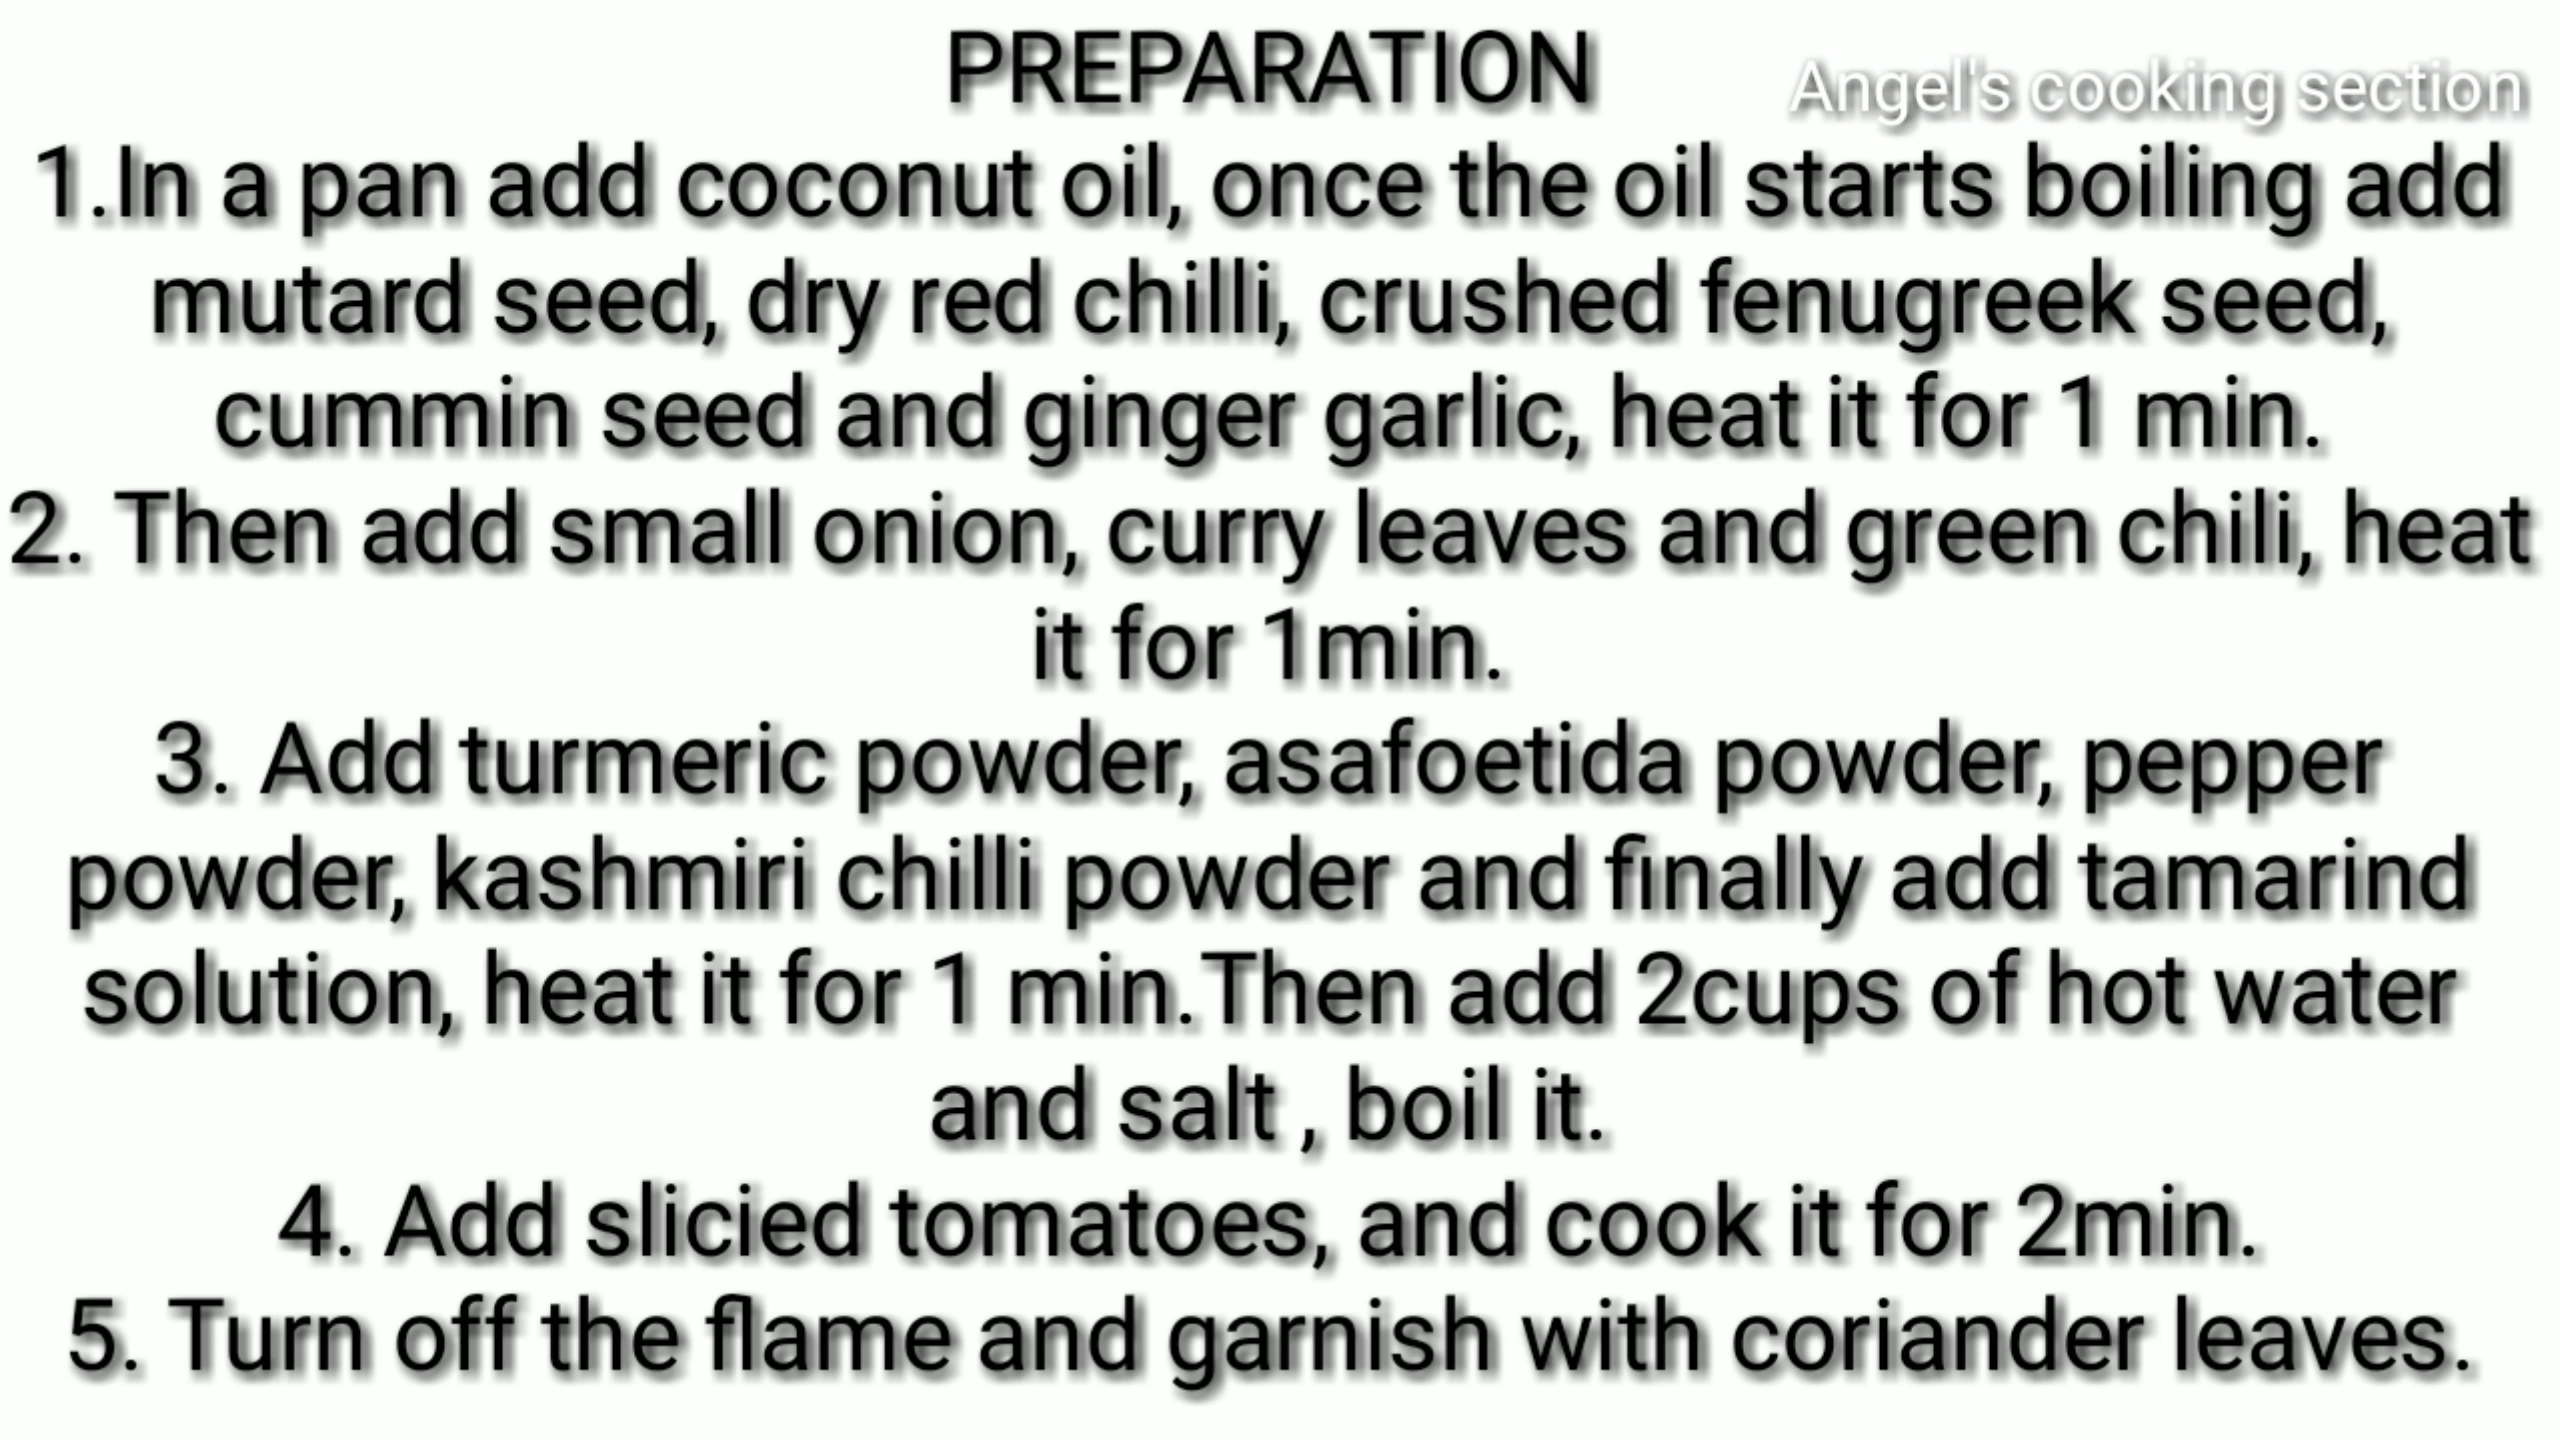 PREPARATION
Angel's cooking section
1.In a pan add coconut oil, once the oil starts boiling add
mutard seed, dry red chilli, crushed fenugreek seed,
cummin seed and ginger garlic, heat it for 1 min.
2. Then add small onion, curry leaves and green chili, heat
it for 1min.
3. Add turmeric powder, asafoetida powder, pepper
powder, kashmiri chilli powder and finally add tamarind
solution, heat it for 1 min.Then add 2cups of hot water
and salt , boil it.
4. Add slicied tomatoes, and cook it for 2min.
5. Turn off the flame and garnish with coriander leaves.